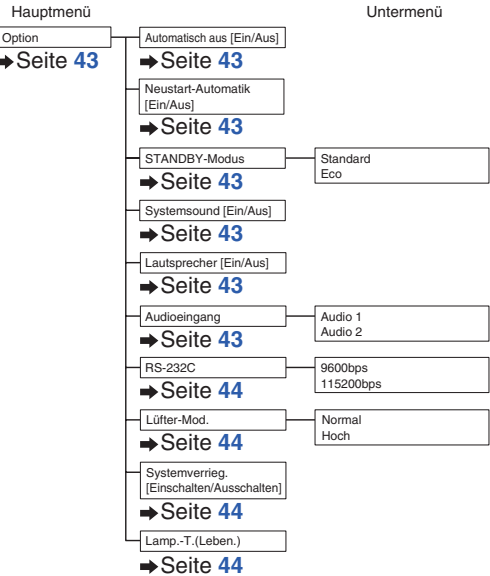 Hauptmenü
Untermenü
Option
➡Seite 43
Automatisch aus [Ein/Aus]
➡Seite 43
Neustart-Automatik
[Ein/Aus]
➡Seite 43
STANDBY-Modus
Standard
Eco
➡Seite 43
Systemsound [Ein/Aus]
➡Seite 43
Lautsprecher [Ein/Aus]
➡Seite 43
Audioeingang
Audio 1
Audio 2
➡Seite 43
RS-232C
9600bps
115200bps
➡Seite 44
Lüfter-Mod.
Normal
Hoch
➡Seite 44
Systemverrieg.
[Einschalten/Ausschalten]
➡Seite 44
Lamp.-T.(Leben.)
➡Seite 44